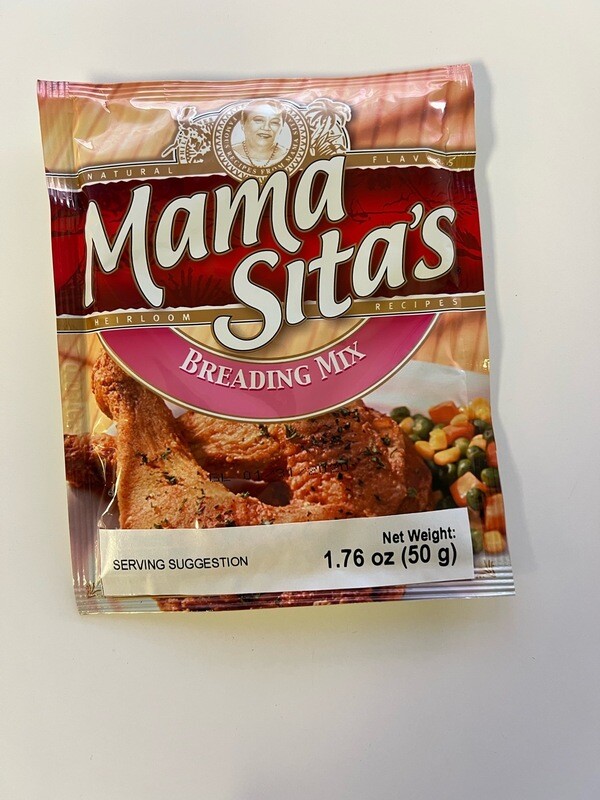 NATURAL FLAVORS
Mama
Sita's
HEIRLOOM RECIPES
BREADING MIX
SERVING SUGGESTION
Net Weight:
1.76 oz (50 g)